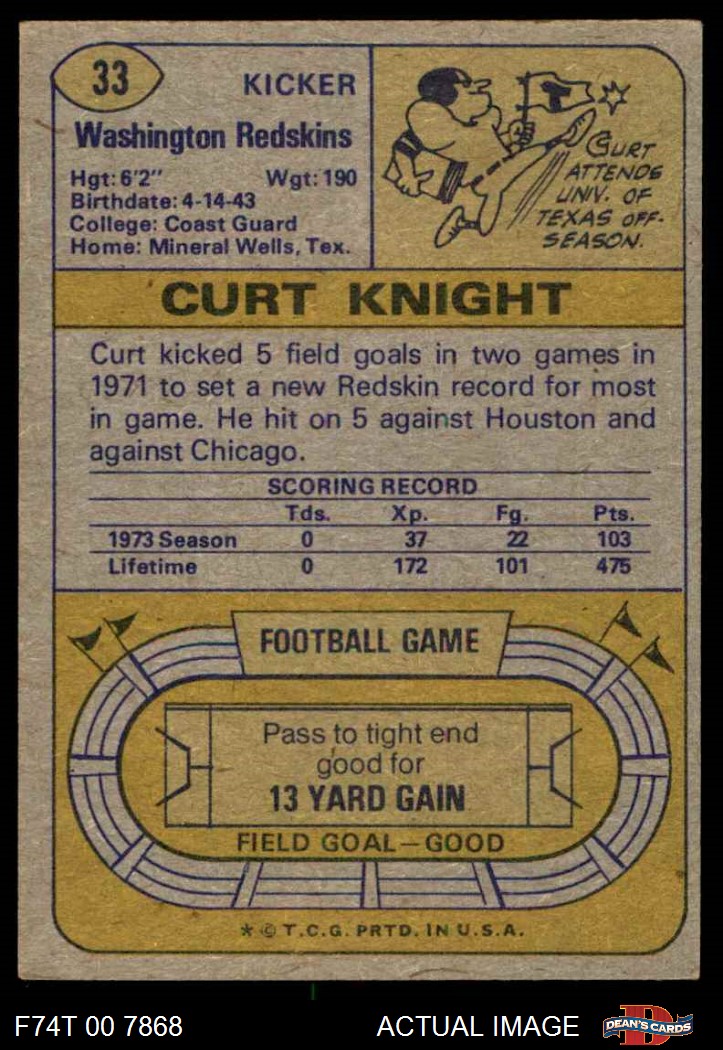 33
KICKER
Washington Redskins
Hgt: 6'2" Wgt: 190
Birthdate: 4-14-43
College: Coast Guard
Home: Mineral Wells, Tex.
CURT
ATTENDS
UNIV. OF
TEXAS OFF-
SEASON.
CURT KNIGHT
Curt kicked 5 field goals in two games in
1971 to set a new Redskin record for most
in game. He hit on 5 against Houston and
against Chicago.
SCORING RECORD
Tds. Xp. Fg. Pts.
1973 Season 0 37 22 103
Lifetime 0 172 101 475
FOOTBALL GAME
Pass to tight end
good for
13 YARD GAIN
FIELD GOAL—GOOD
* © T.C.G. PRTD. IN U.S.A.
F74T 00 7868 ACTUAL IMAGE
D
DEAN'S CARDS